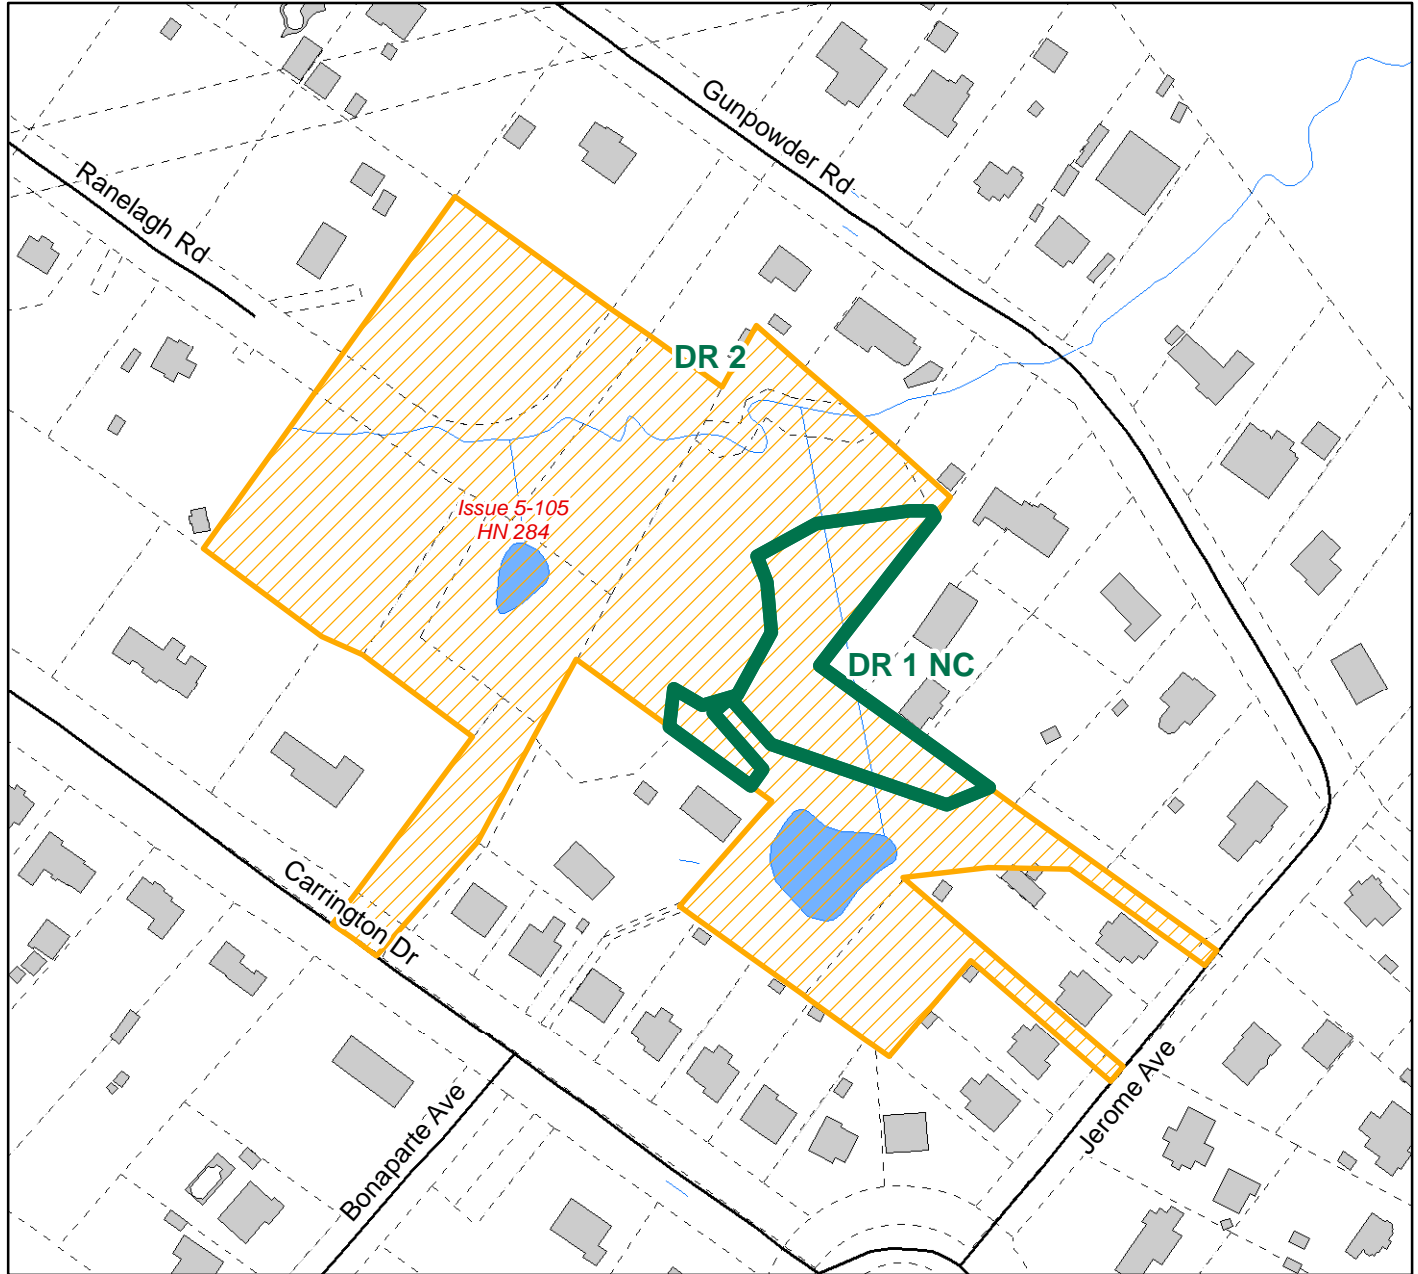 Gunpowder Rd
Ranelagh Rd
DR 2
Issue 5-105
HN 284
DR 1 NC
Carrington Dr
Jerome Ave
Bonaparte Ave